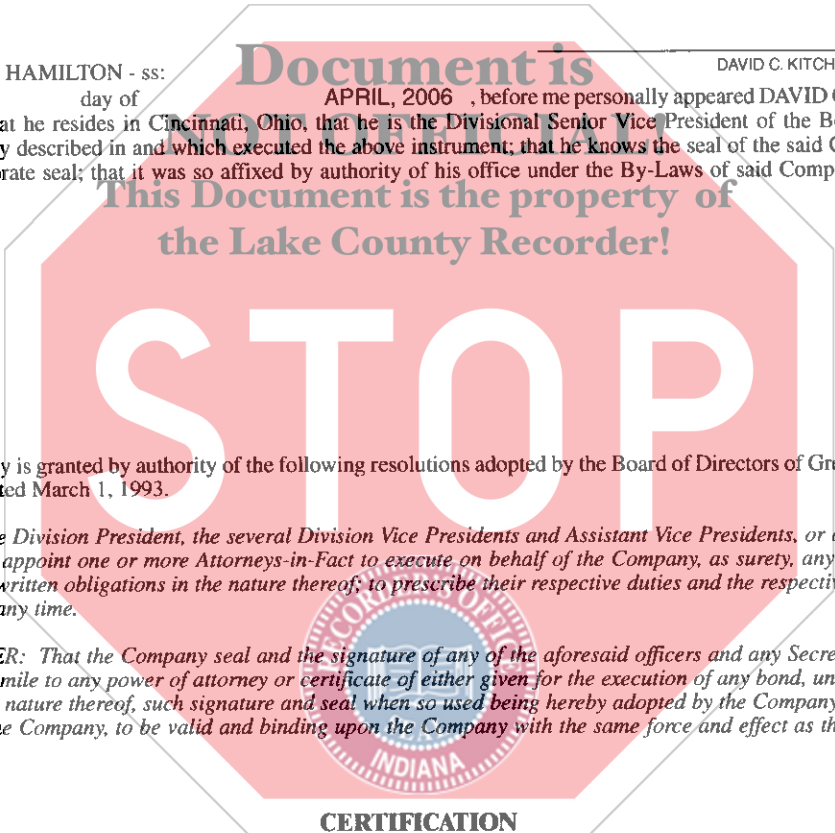 Document is
DAVID C. KITCH
HAMILTON - ss:
day of APRIL, 2006 , before me personally appeared DAVID
at he resides in Cincinnati, Ohio, that he is the Divisional Senior Vice President of the B
NOT OFFICIAL!
y described in and which executed the above instrument; that he knows the seal of the said
rate seal; that it was so affixed by authority of his office under the By-Laws of said Comp
This Document is the property of
the Lake County Recorder!
STOP
y is granted by authority of the following resolutions adopted by the Board of Directors of Gre
ted March 1, 1993.
e Division President, the several Division Vice Presidents and Assistant Vice Presidents, or
appoint one or more Attorneys-in-Fact to execute on behalf of the Company, as surety, any
written obligations in the nature thereof; to prescribe their respective duties and the respectiv
any time.
ER: That the Company seal and the signature of any of the aforesaid officers and any Secre
mile to any power of attorney or certificate of either given for the execution of any bond, un
nature thereof, such signature and seal when so used being hereby adopted by the Company
e Company, to be valid and binding upon the Company with the same force and effect as th
INDIANA
CERTIFICATION